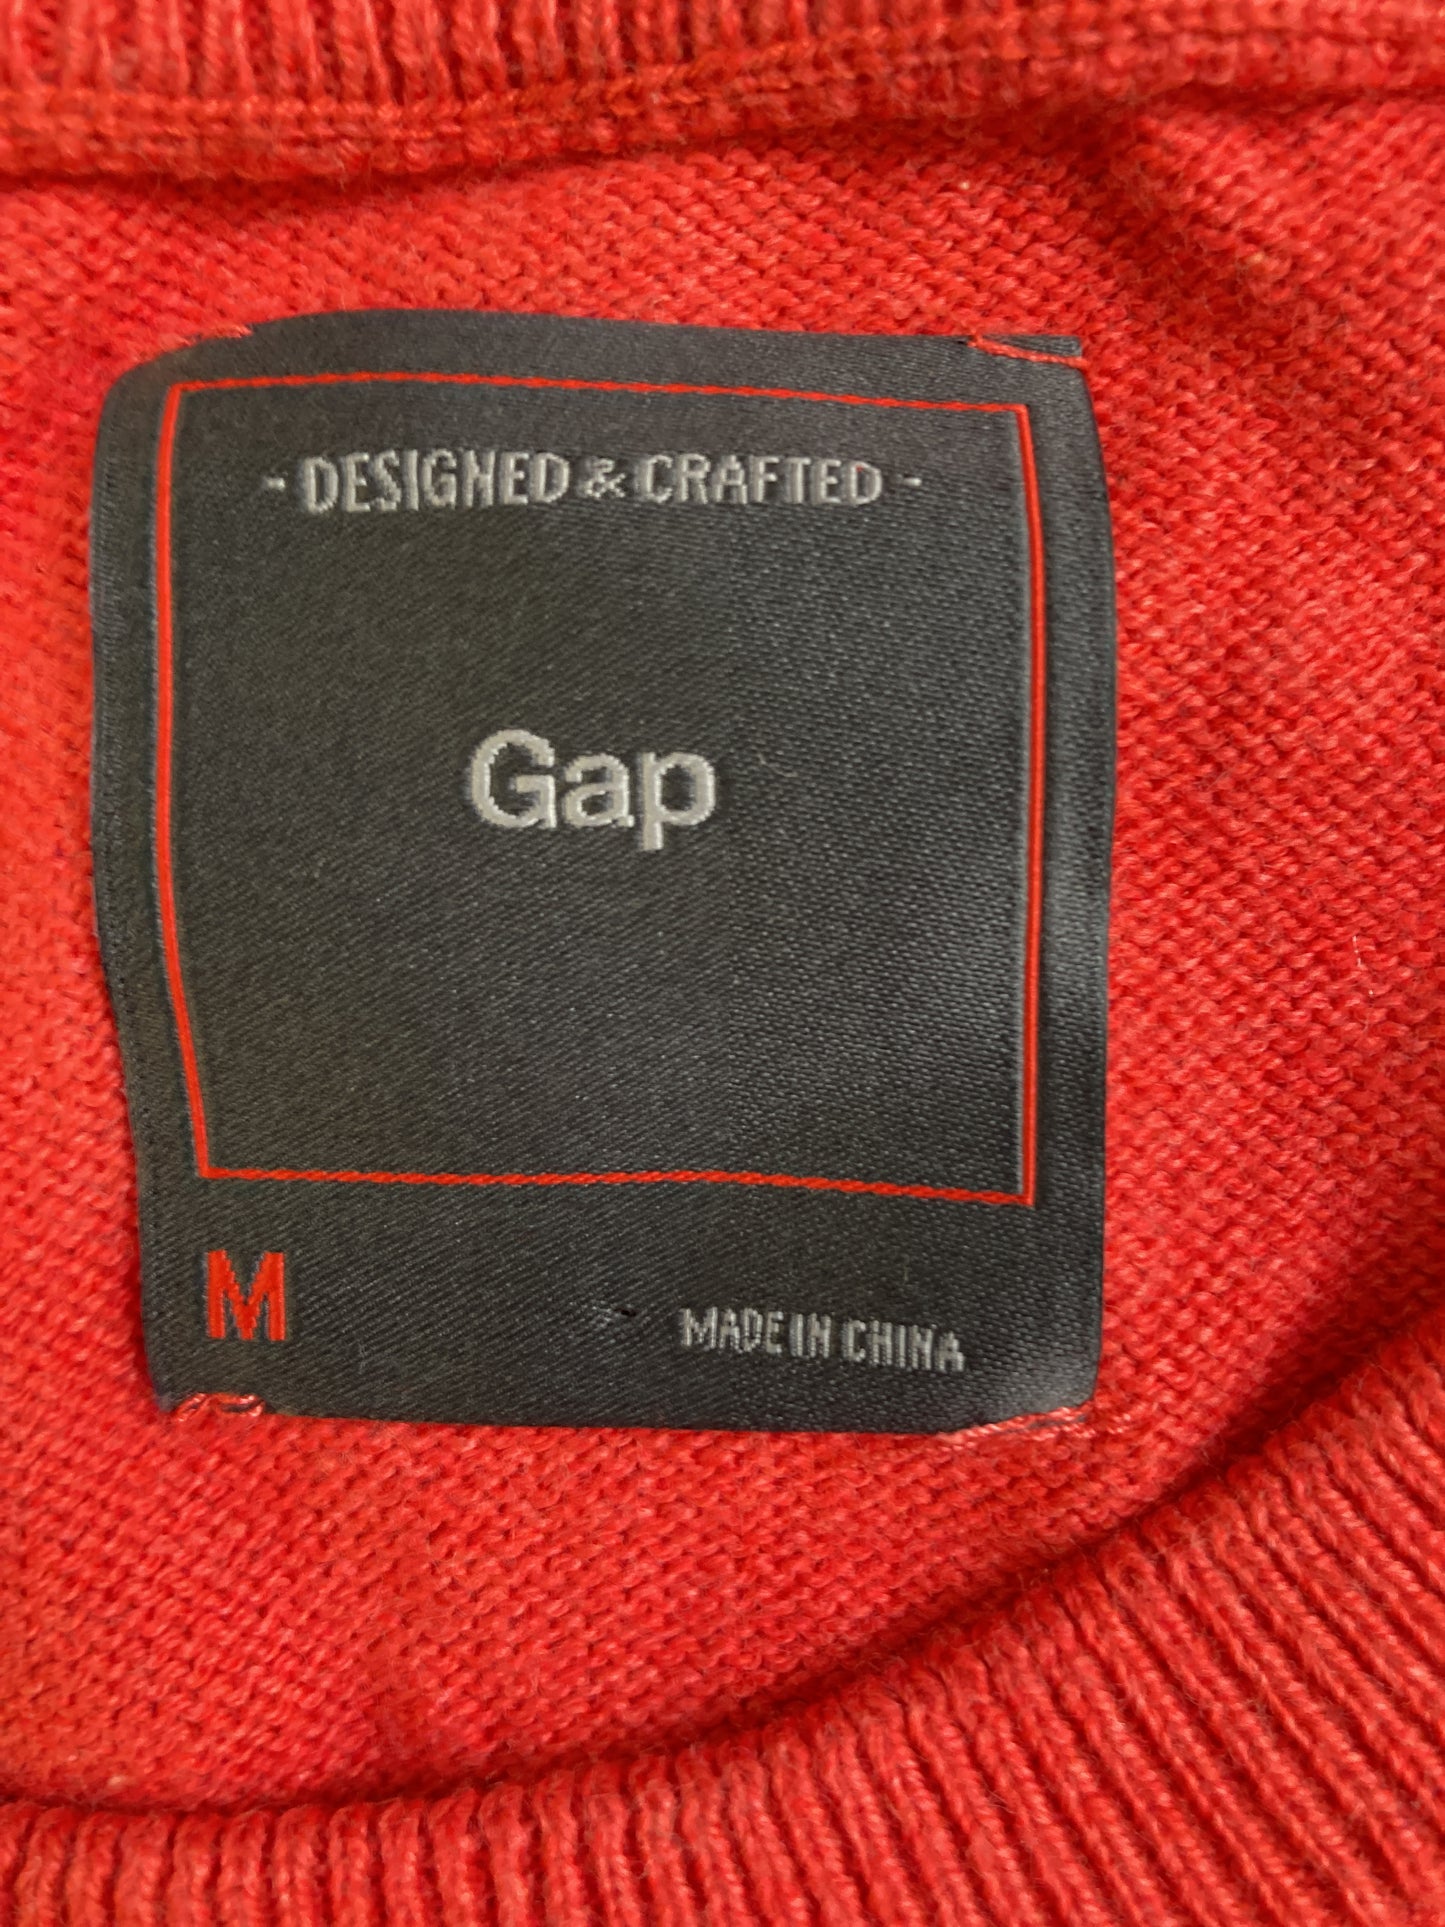 - DESIGNED & CRAFTED -
Gap
M
MADE IN CHINA